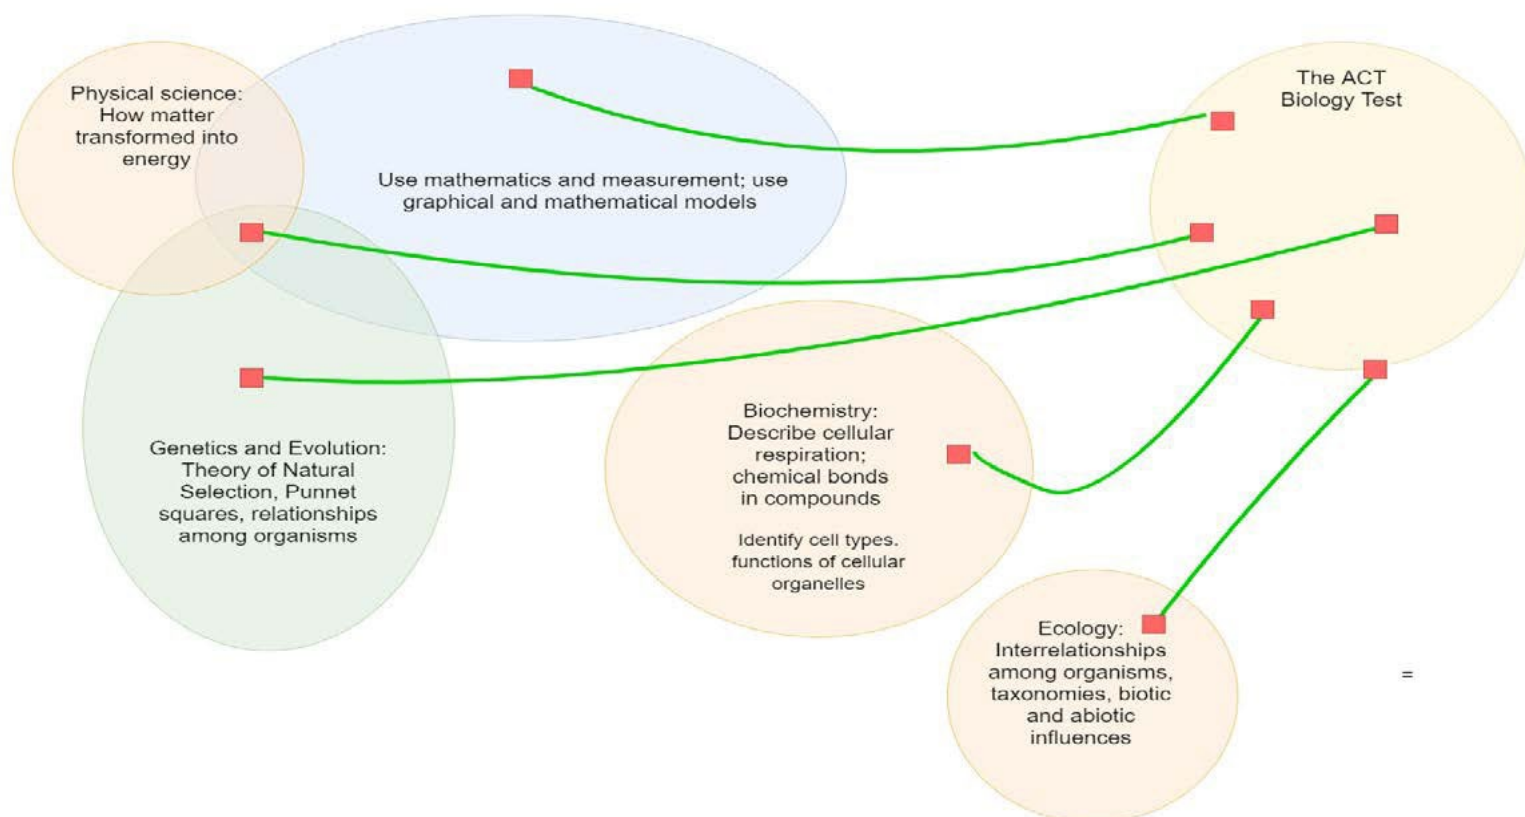 Physical science:
How matter
transformed into
energy
Use mathematics and measurement; use
graphical and mathematical models
The ACT
Biology Test
Genetics and Evolution:
Theory of Natural
Selection, Punnet
squares, relationships
among organisms
Biochemistry:
Describe cellular
respiration;
chemical bonds
in compounds
Identify cell types.
functions of cellular
organelles
Ecology:
Interrelationships
among organisms,
taxonomies, biotic
and abiotic
influences
=